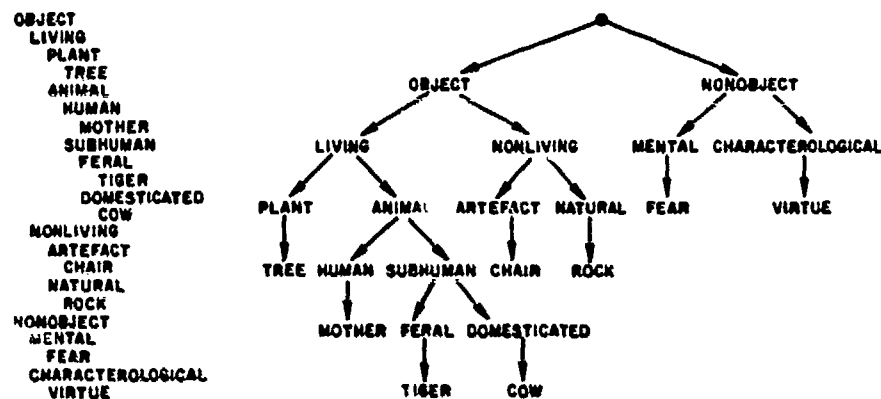 OBJECT
LIVING
PLANT
TREE
ANIMAL
HUMAN
MOTHER
SUBHUMAN
FERAL
TIGER
DOMESTICATED
COW
NONLIVING
ARTEFACT
CHAIR
NATURAL
ROCK
NONOBJECT
MENTAL
FEAR
CHARACTEROLOGICAL
VIRTUE
OBJECT NONOBJECT
LIVING NONLIVING MENTAL CHARACTEROLOGICAL
PLANT ANIMAL ARTEFACT NATURAL FEAR VIRTUE
TREE HUMAN SUBHUMAN CHAIR ROCK
MOTHER FERAL DOMESTICATED
TIGER COW